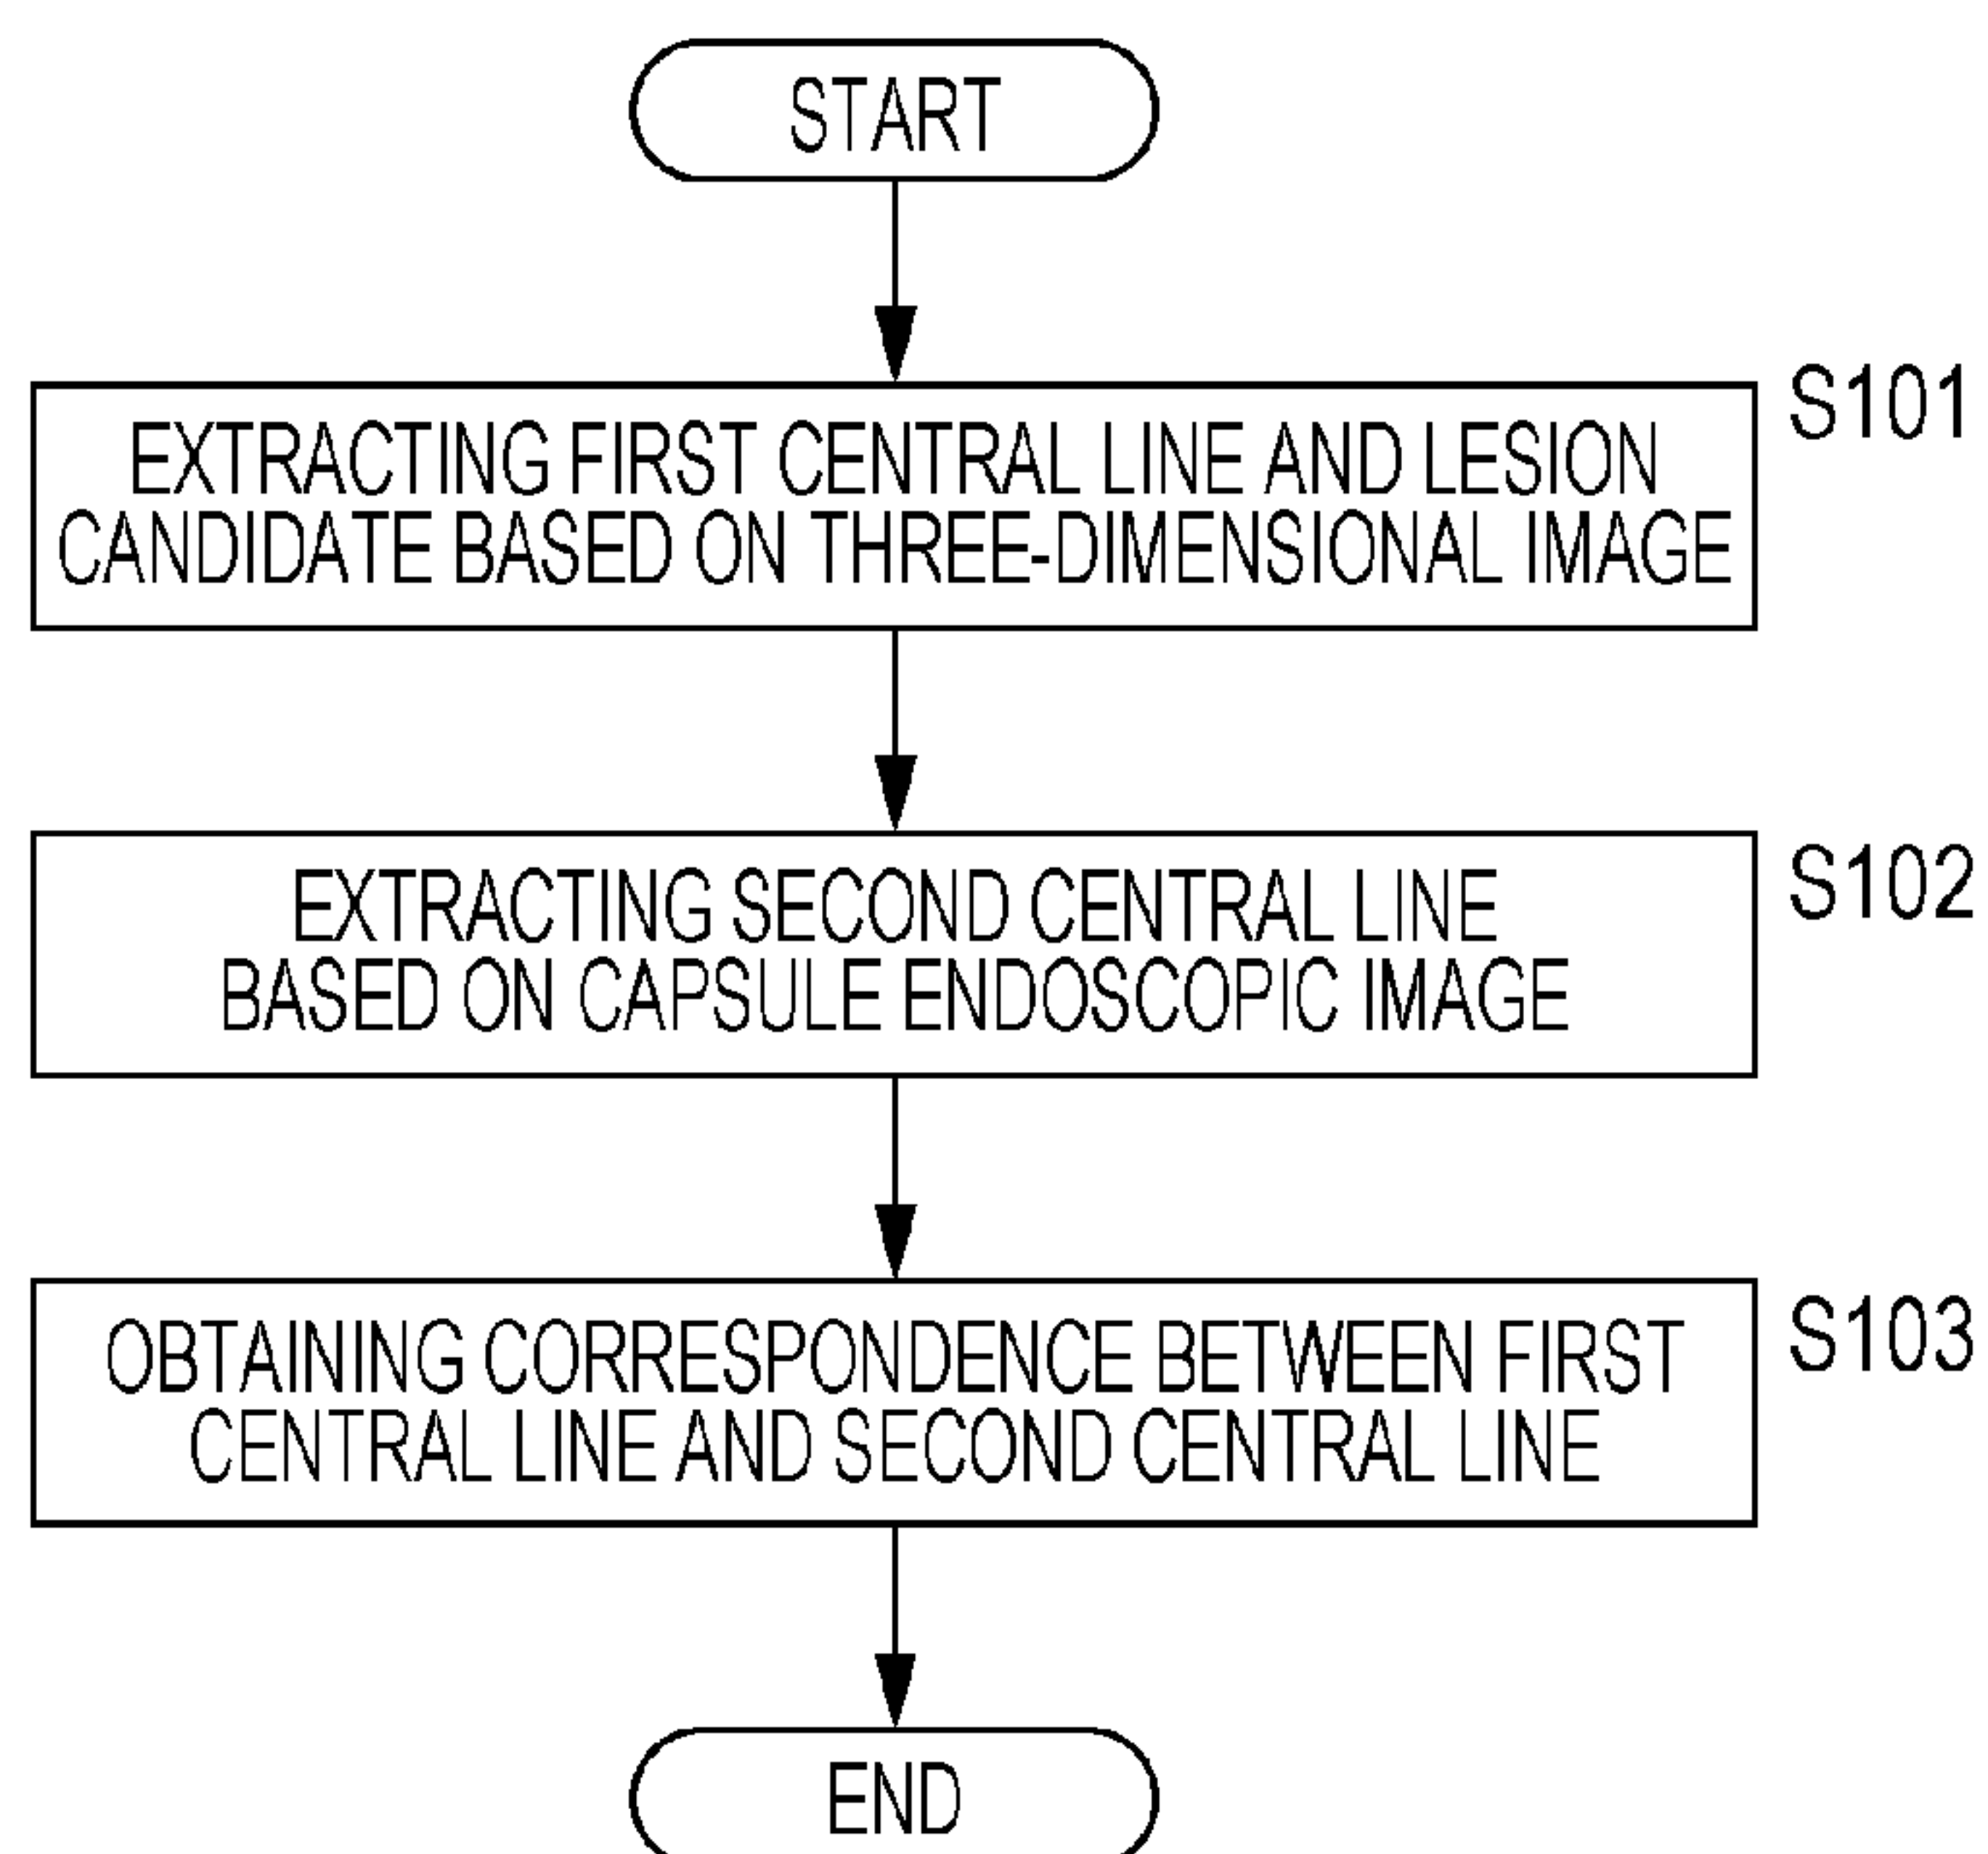 START
S101
EXTRACTING FIRST CENTRAL LINE AND LESION
CANDIDATE BASED ON THREE-DIMENSIONAL IMAGE
S102
EXTRACTING SECOND CENTRAL LINE
BASED ON CAPSULE ENDOSCOPIC IMAGE
S103
OBTAINING CORRESPONDENCE BETWEEN FIRST
CENTRAL LINE AND SECOND CENTRAL LINE
END